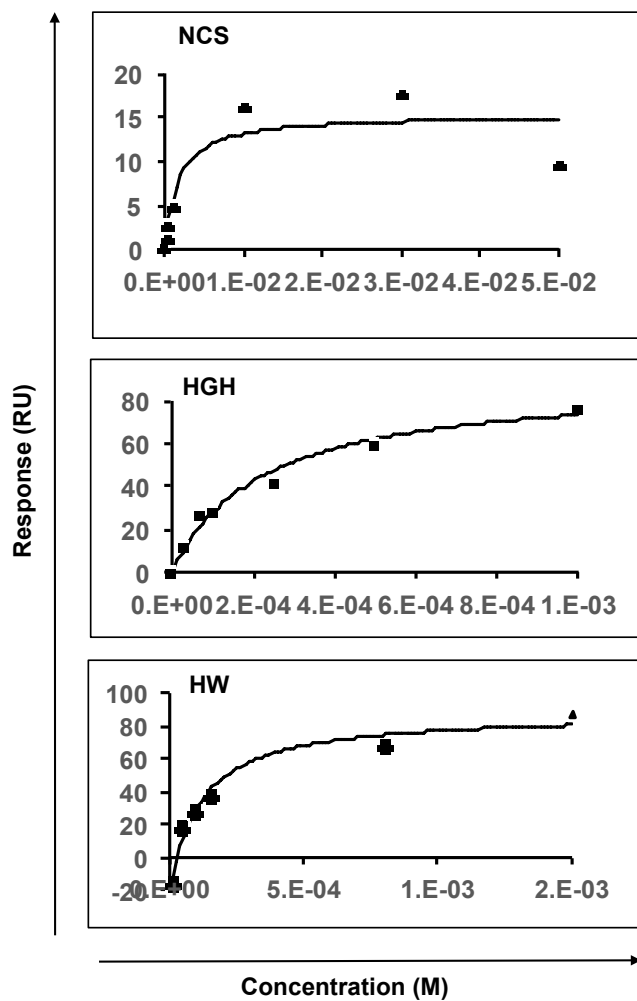 NCS
20
15
10
5
0
0.E+00 1.E-02 2.E-02 3.E-02 4.E-02 5.E-02
HGH
80
60
40
20
0
0.E+00 2.E-04 4.E-04 6.E-04 8.E-04 1.E-03
HW
100
80
60
40
20
0
-20
0.E+00 5.E-04 1.E-03 2.E-03
Response (RU)
Concentration (M)